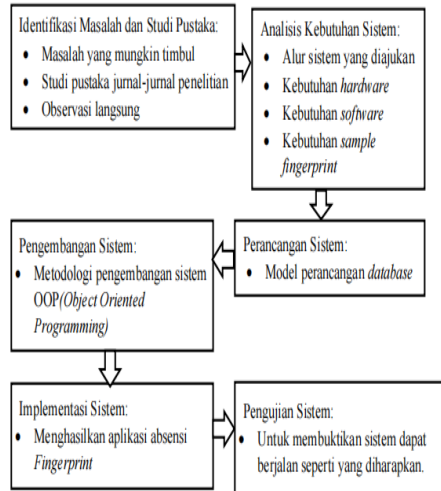 Identifikasi Masalah dan Studi Pustaka:
• Masalah yang mungkin timbul
• Studi pustaka jurnal-jurnal penelitian
• Observasi langsung
Analisis Kebutuhan Sistem:
• Alur sistem yang diajukan
• Kebutuhan hardware
• Kebutuhan software
• Kebutuhan sample
fingerprint
Perancangan Sistem:
• Model perancangan database
Pengembangan Sistem:
• Metodologi pengembangan sistem
OOP(Object Oriented
Programming)
Implementasi Sistem:
• Menghasilkan aplikasi absensi
Fingerprint
Pengujian Sistem:
• Untuk membuktikan sistem dapat
berjalan seperti yang diharapkan.